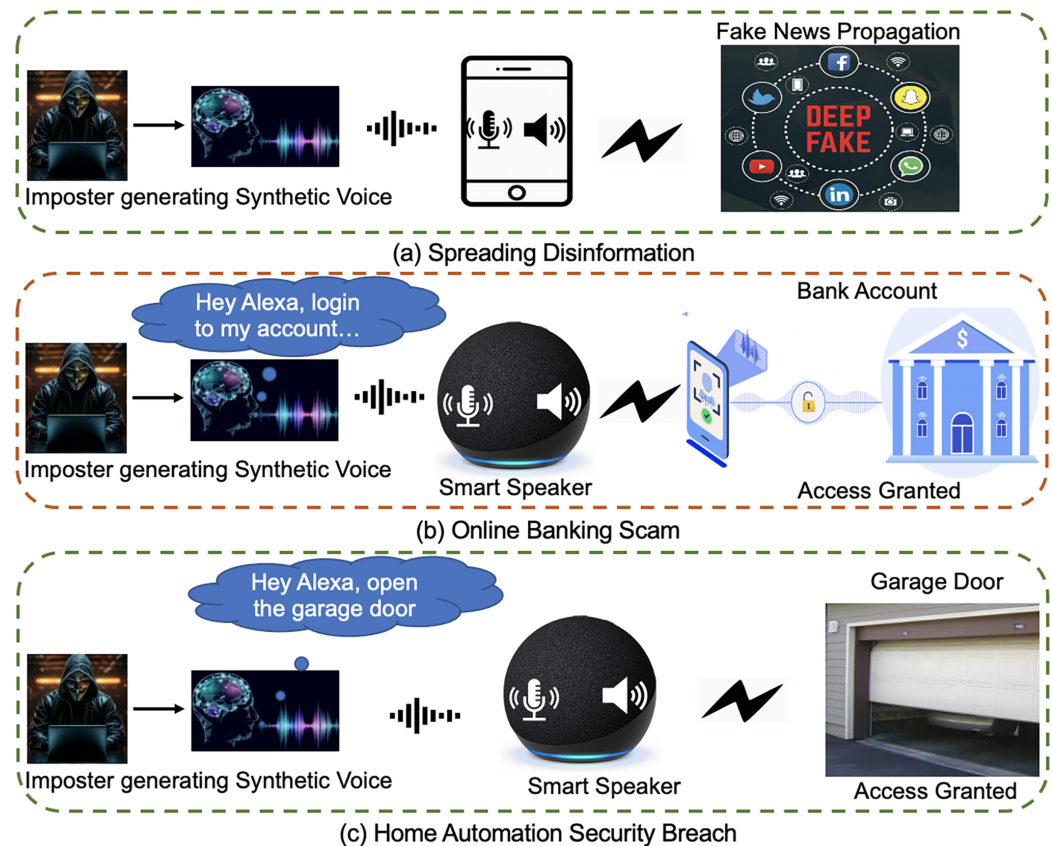 Fake News Propagation
DEEP
FAKE
in
Imposter generating Synthetic Voice
(a) Spreading Disinformation
Hey Alexa, login
to my account…
Bank Account
$
Imposter generating Synthetic Voice
Smart Speaker
Access Granted
(b) Online Banking Scam
Hey Alexa, open
the garage door
Garage Door
Imposter generating Synthetic Voice
Smart Speaker
Access Granted
(c) Home Automation Security Breach